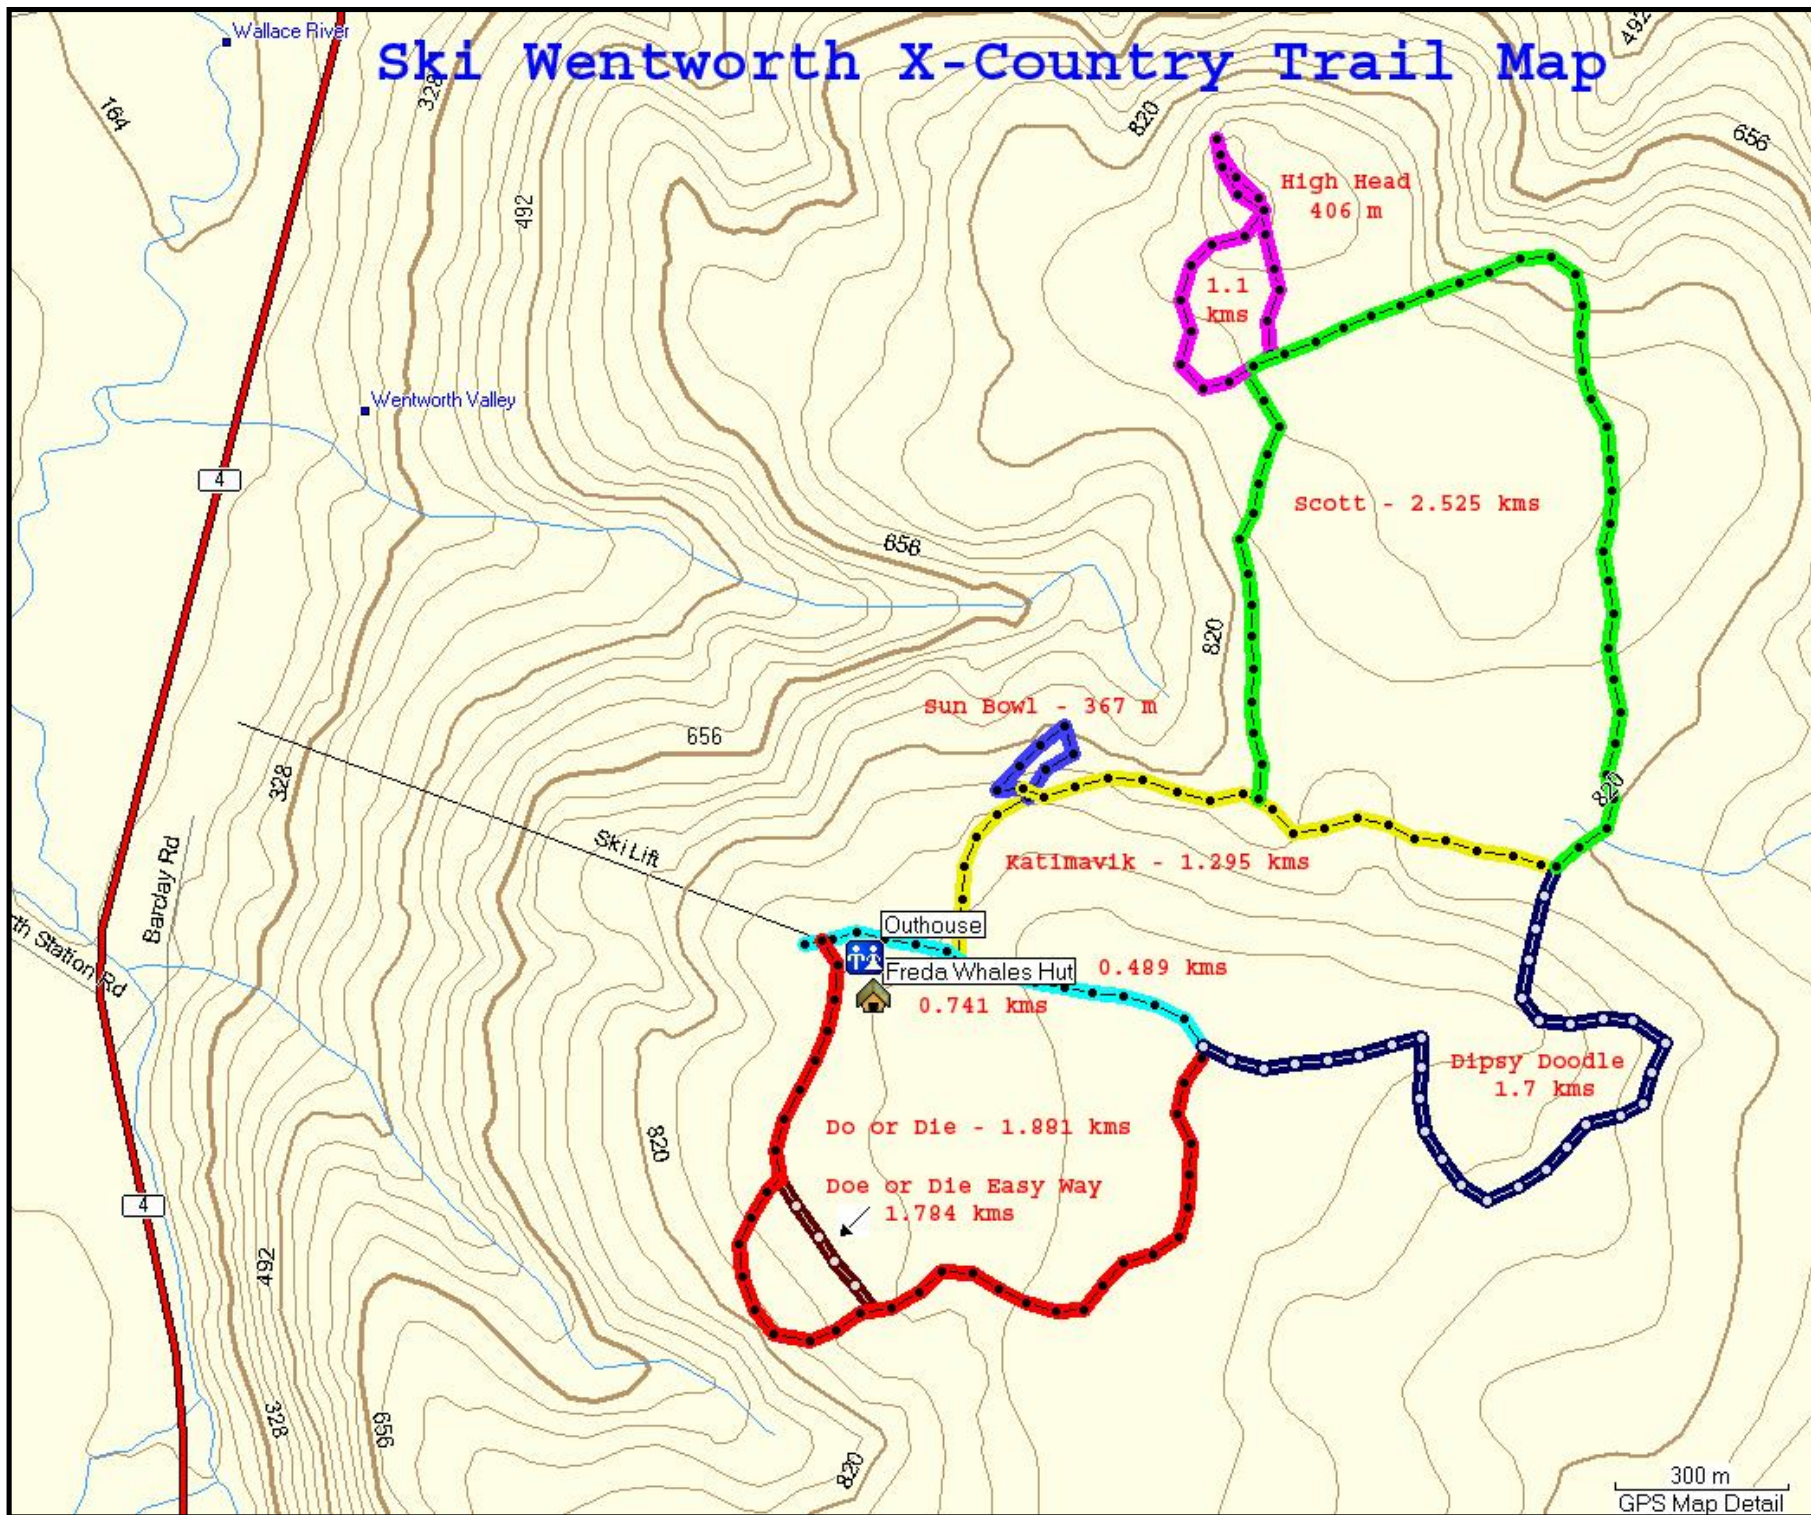 Wallace River
Ski Wentworth X-Country Trail Map
492
164
328
820
656
High Head
406 m
492
1.1
kms
Wentworth Valley
4
Scott - 2.525 kms
656
820
Sun Bowl - 367 m
656
328
820
Ski Lift
Barclay Rd
Katimavik - 1.295 kms
Outhouse
th Station Rd
Freda Whales Hut
0.489 kms
0.741 kms
Dipsy Doodle
1.7 kms
Do or Die - 1.881 kms
820
Doe or Die Easy Way
1.784 kms
4
492
328
656
820
300 m
GPS Map Detail